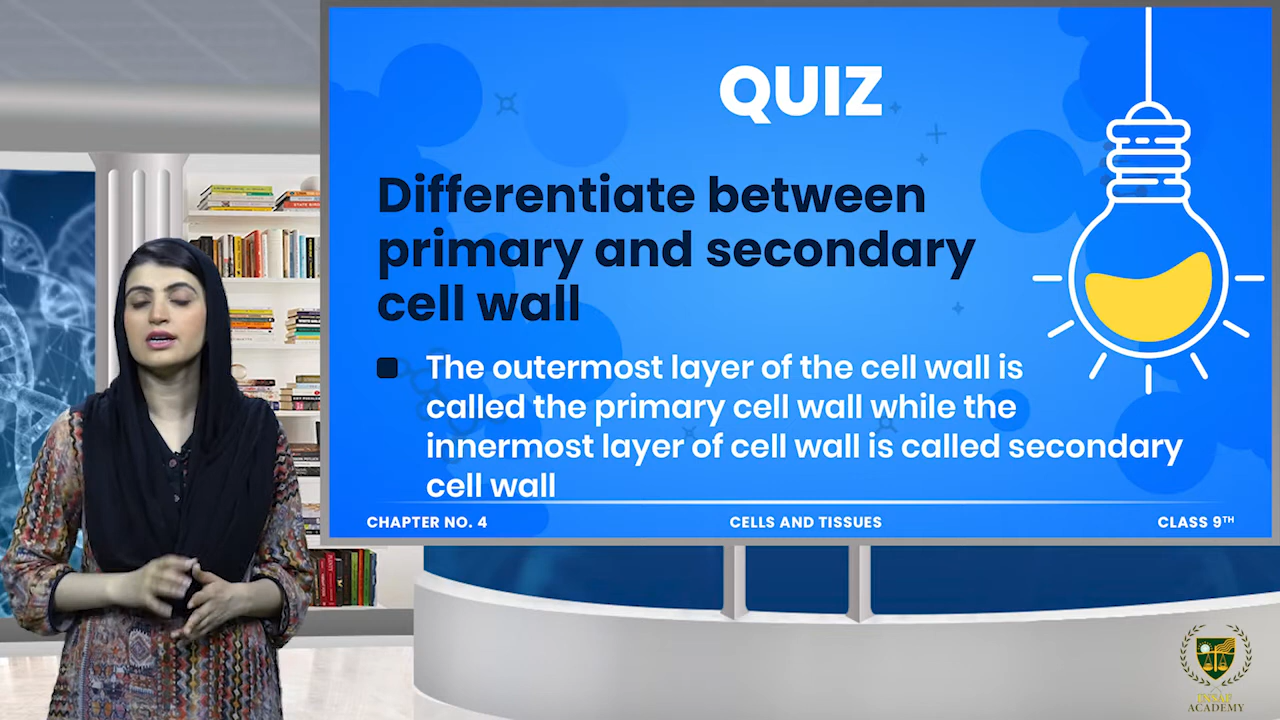 QUIZ
Differentiate between
primary and secondary
cell wall
The outermost layer of the cell wall is
called the primary cell wall while the
innermost layer of cell wall is called secondary
cell wall
CHAPTER NO. 4
CELLS AND TISSUES
CLASS 9TH
ACADEMY